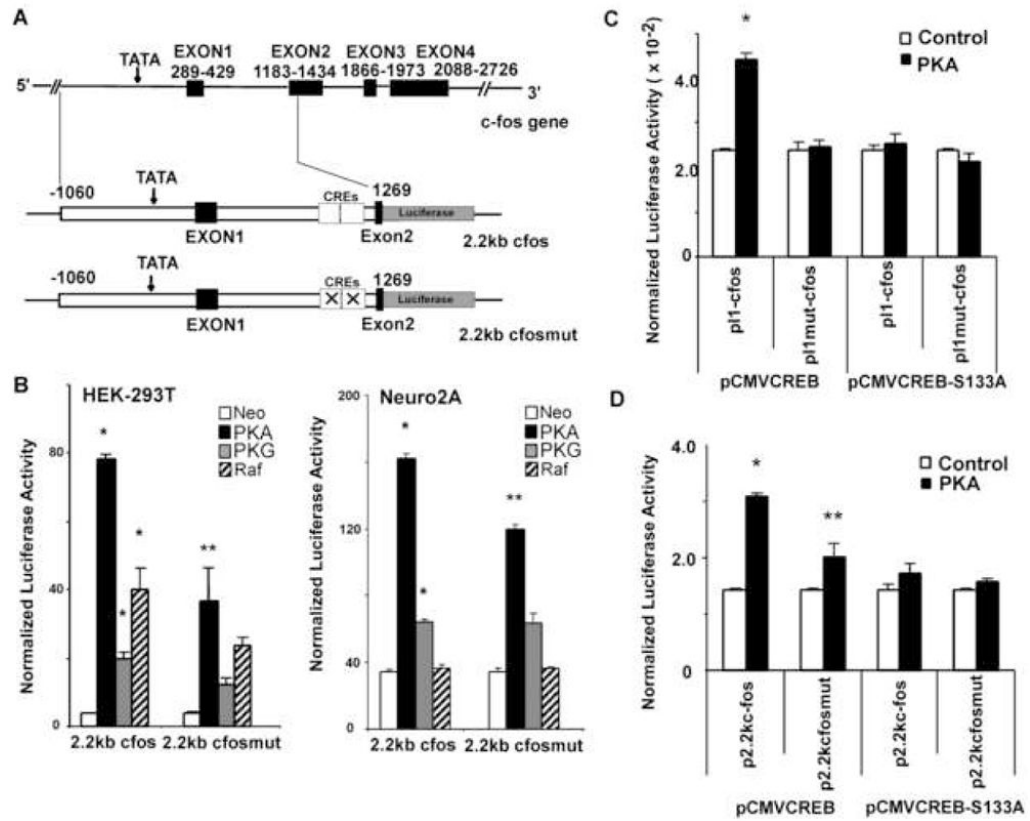 A
TATA
EXON1
289-429
EXON2
1183-1434
EXON3
1866-1973
EXON4
2088-2726
5'
3'
c-fos gene
-1060
TATA
CREs
1269
Luciferase
EXON1
Exon2
2.2kb cfos
-1060
TATA
CREs
1269
Luciferase
EXON1
Exon2
2.2kb cfosmut
B
HEK-293T
Normalized Luciferase Activity
80
40
0
Neo
PKA
PKG
Raf
*
*
*
**
2.2kb cfos
2.2kb cfosmut
Neuro2A
Normalized Luciferase Activity
200
120
40
0
Neo
PKA
PKG
Raf
*
*
**
2.2kb cfos
2.2kb cfosmut
C
Normalized Luciferase Activity ( x 10-2)
4.0
2.0
0
*
Control
PKA
pl1-cfos
pl1mut-cfos
pl1-cfos
pl1mut-cfos
pCMVCREB
pCMVCREB-S133A
D
Normalized Luciferase Activity
4.0
2.0
0
*
**
Control
PKA
p2.2kc-fos
p2.2kcfosmut
p2.2kc-fos
p2.2kcfosmut
pCMVCREB
pCMVCREB-S133A